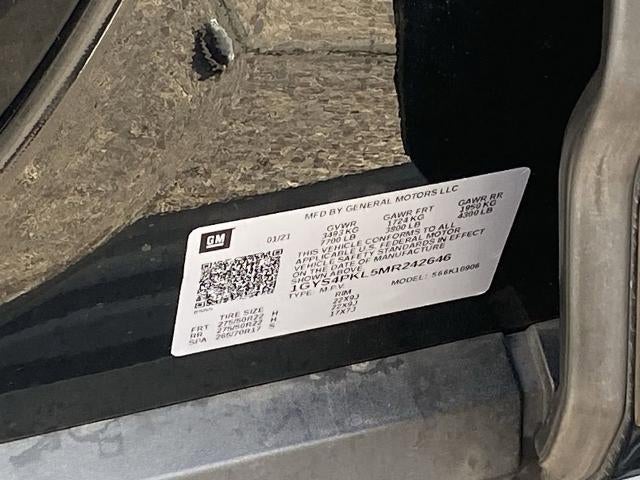 MFD BY GENERAL MOTORS LLC
GM 01/21
GVWR GAWR FRT GAWR RR
3493 KG 1724 KG 1950 KG
7700 LB 3800 LB 4300 LB
THIS VEHICLE CONFORMS TO ALL
APPLICABLE U.S. FEDERAL MOTOR
VEHICLE SAFETY STANDARDS IN EFFECT
ON THE DATE OF MANUFACTURE
SHOWN ABOVE
1GYS4PKL5MR242646
TYPE: M.P.V. MODEL: S66K10906
TIRE SIZE RIM
FRT 275/50R22 H 22X9J
RR 275/50R22 H 22X9J
SPA 265/70R17 S 17X7J